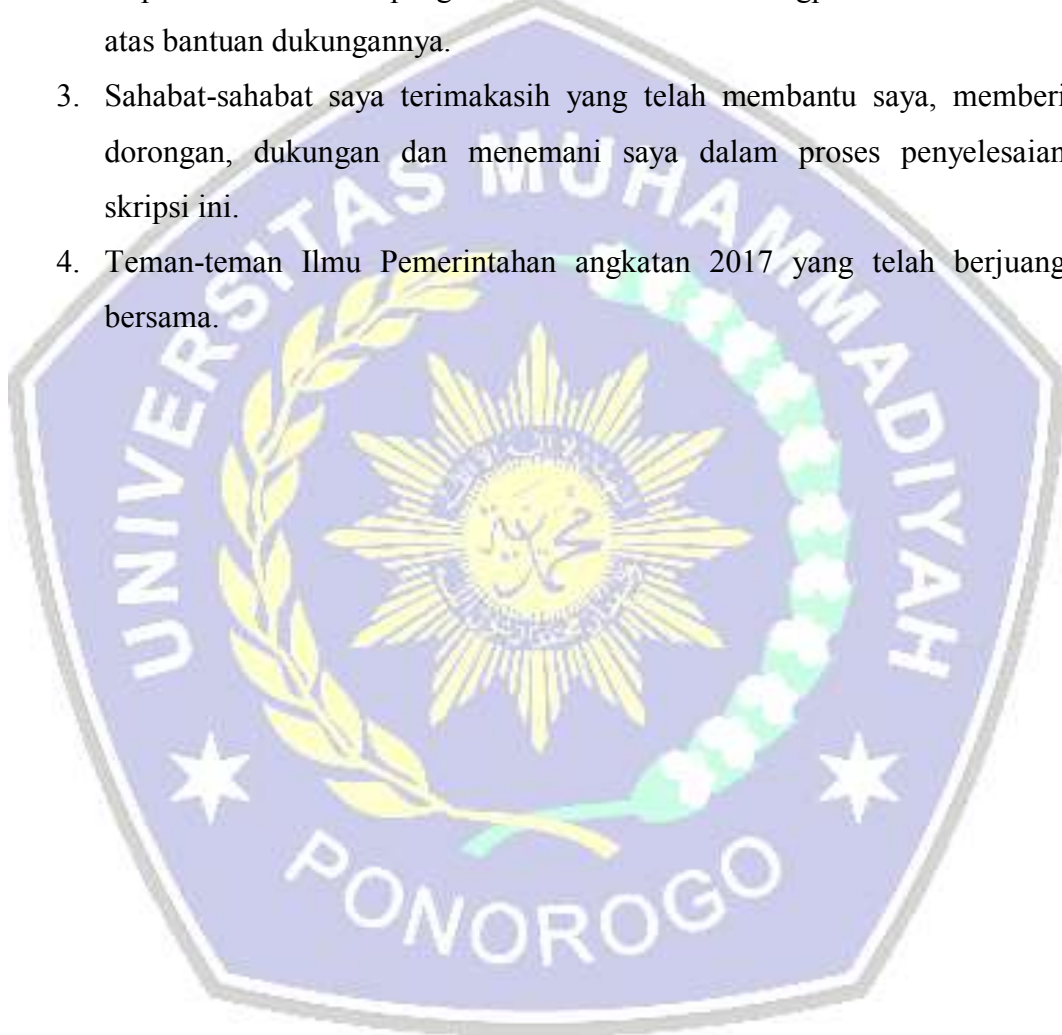 atas bantuan dukungannya.
3. Sahabat-sahabat saya terimakasih yang telah membantu saya, memberi
dorongan, dukungan dan menemani saya dalam proses penyelesaian
skripsi ini.
4. Teman-teman Ilmu Pemerintahan angkatan 2017 yang telah berjuang
bersama.
UNIVERSITAS MUHAMMADIYAH
PONOROGO